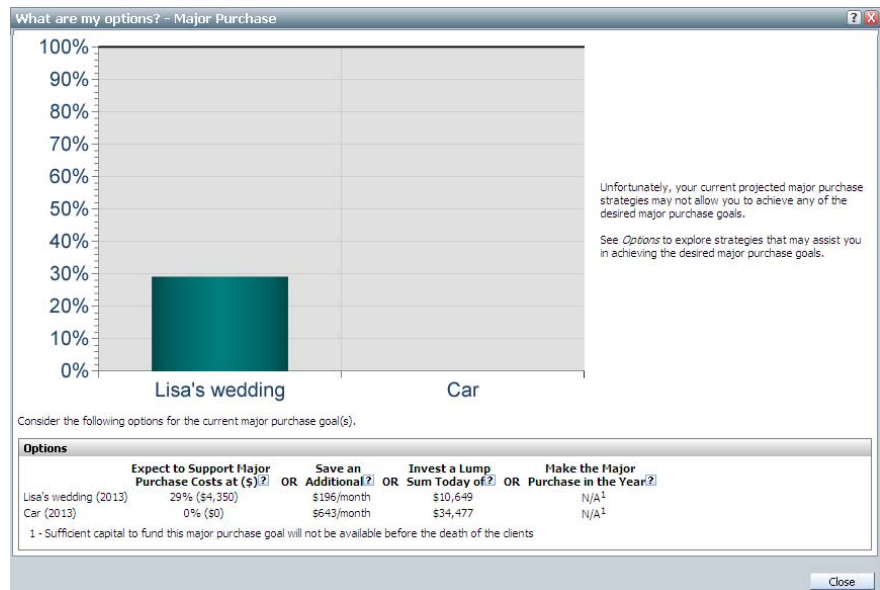 What are my options? - Major Purchase
100%
90%
80%
70%
60%
50%
40%
30%
20%
10%
0%
Lisa's wedding Car
Unfortunately, your current projected major purchase
strategies may not allow you to achieve any of the
desired major purchase goals.
See Options to explore strategies that may assist you
in achieving the desired major purchase goals.
Consider the following options for the current major purchase goal(s).
Options
Expect to Support Major Save an Invest a Lump Make the Major
Purchase Costs at ($)? OR Additional? OR Sum Today of? OR Purchase in the Year?
Lisa's wedding (2013) 29% ($4,350) $196/month $10,649 N/A1
Car (2013) 0% ($0) $643/month $34,477 N/A1
1 - Sufficient capital to fund this major purchase goal will not be available before the death of the clients
Close